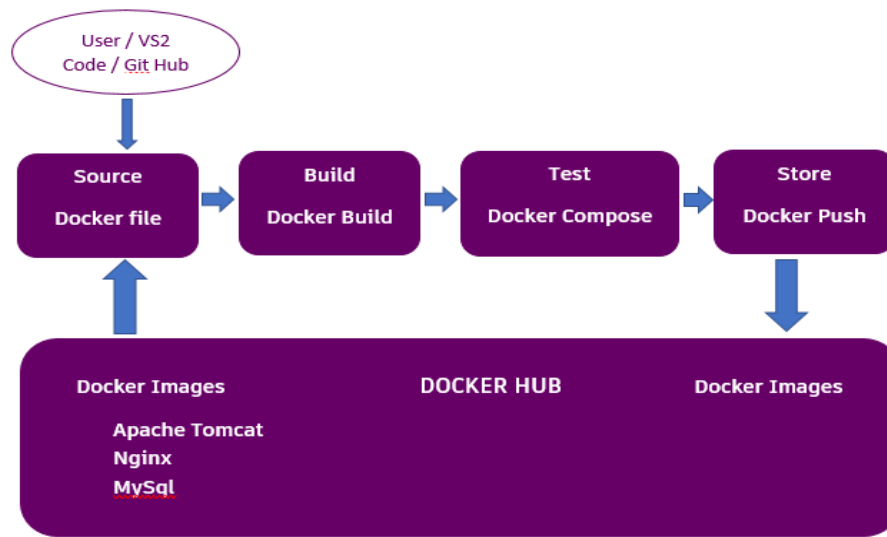 User / VS2
Code / Git Hub
Source
Docker file
Build
Docker Build
Test
Docker Compose
Store
Docker Push
Docker Images
Apache Tomcat
Nginx
MySql
DOCKER HUB
Docker Images